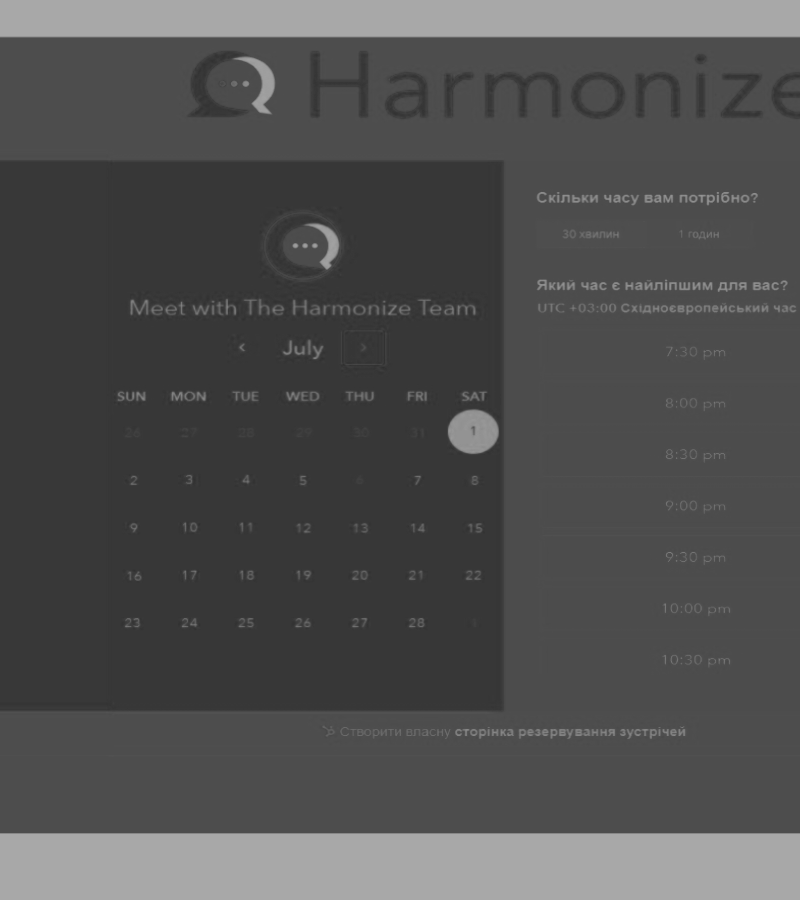 Harmonize
Meet with The Harmonize Team
‹ July ›
SUN MON TUE WED THU FRI SAT
26 27 28 29 30 31 1
2 3 4 5 6 7 8
9 10 11 12 13 14 15
16 17 18 19 20 21 22
23 24 25 26 27 28
Скільки часу вам потрібно?
30 хвилин 1 годин
Який час є найліпшим для вас?
UTC +03:00 Східноєвропейський час
7:30 pm
8:00 pm
8:30 pm
9:00 pm
9:30 pm
10:00 pm
10:30 pm
Створити власну сторінка резервування зустрічей